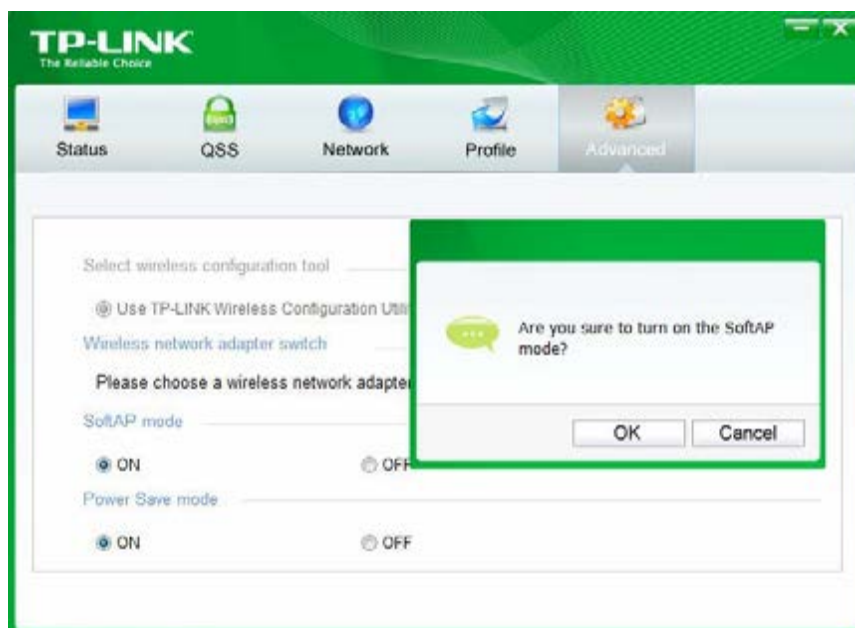 TP-LINK
The Reliable Choice
Status
QSS
Network
Profile
Advanced
Select wireless configuration tool
Use TP-LINK Wireless Configuration
Wireless network adapter switch
Please choose a wireless network adapter
SoftAP mode
ON
OFF
Power Save mode
ON
OFF
Are you sure to turn on the SoftAP
mode?
OK
Cancel